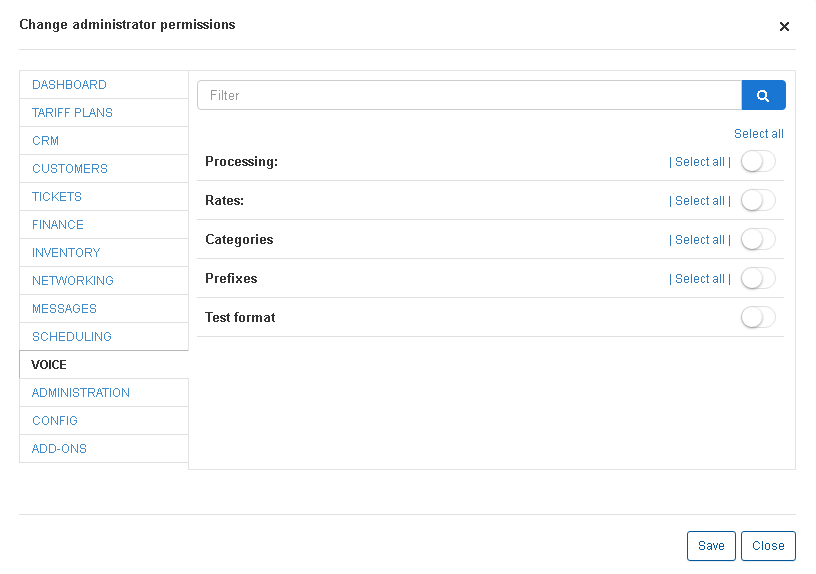 Change administrator permissions ×
DASHBOARD
TARIFF PLANS
CRM
CUSTOMERS
TICKETS
FINANCE
INVENTORY
NETWORKING
MESSAGES
SCHEDULING
VOICE
ADMINISTRATION
CONFIG
ADD-ONS
Filter
Select all
Processing: | Select all |
Rates: | Select all |
Categories | Select all |
Prefixes | Select all |
Test format
Save Close